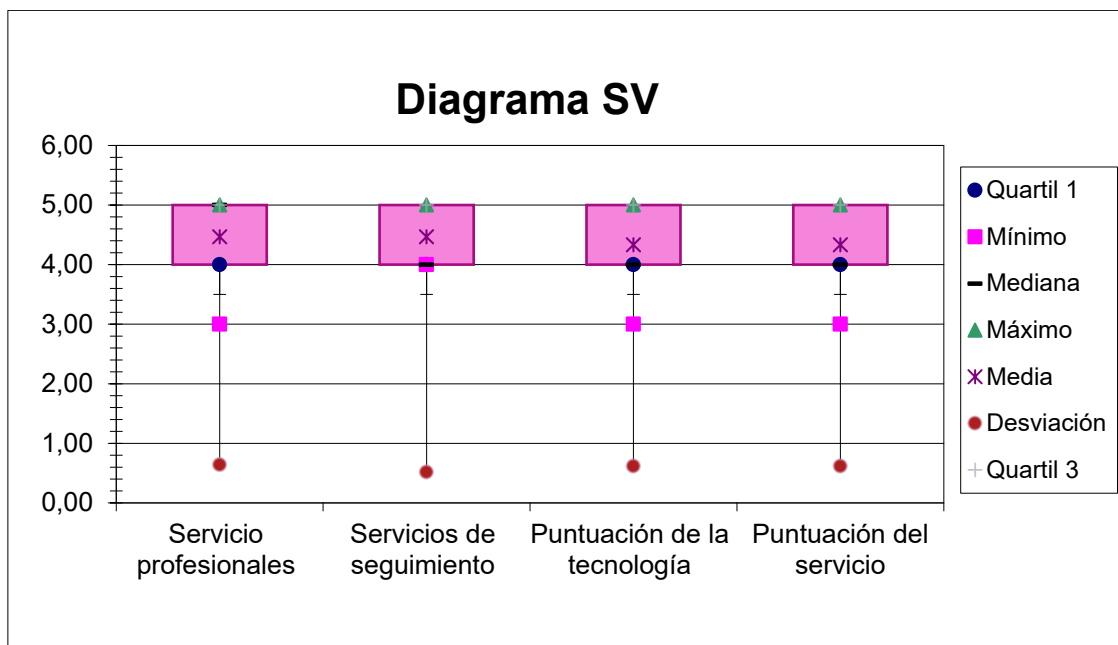 Diagrama SV
6,00
5,00
4,00
3,00
2,00
1,00
0,00
Servicio
profesionales
Servicios de
seguimiento
Puntuación de la
tecnología
Puntuación del
servicio
Quartil 1
Mínimo
Mediana
Máximo
Media
Desviación
Quartil 3